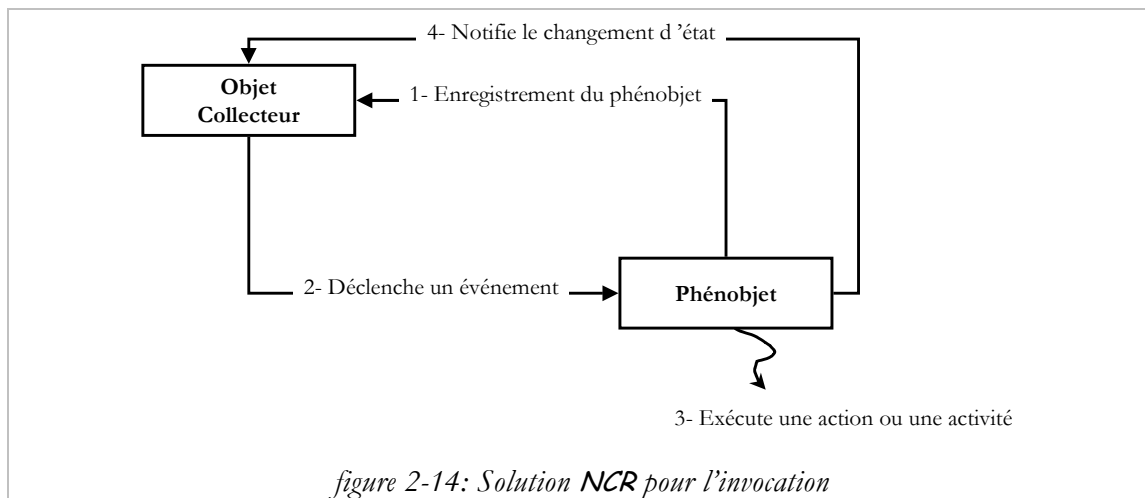 4- Notifie le changement d ’état
Objet
Collecteur
1- Enregistrement du phénobjet
2- Déclenche un événement
Phénobjet
3- Exécute une action ou une activité
figure 2-14: Solution NCR pour l’invocation